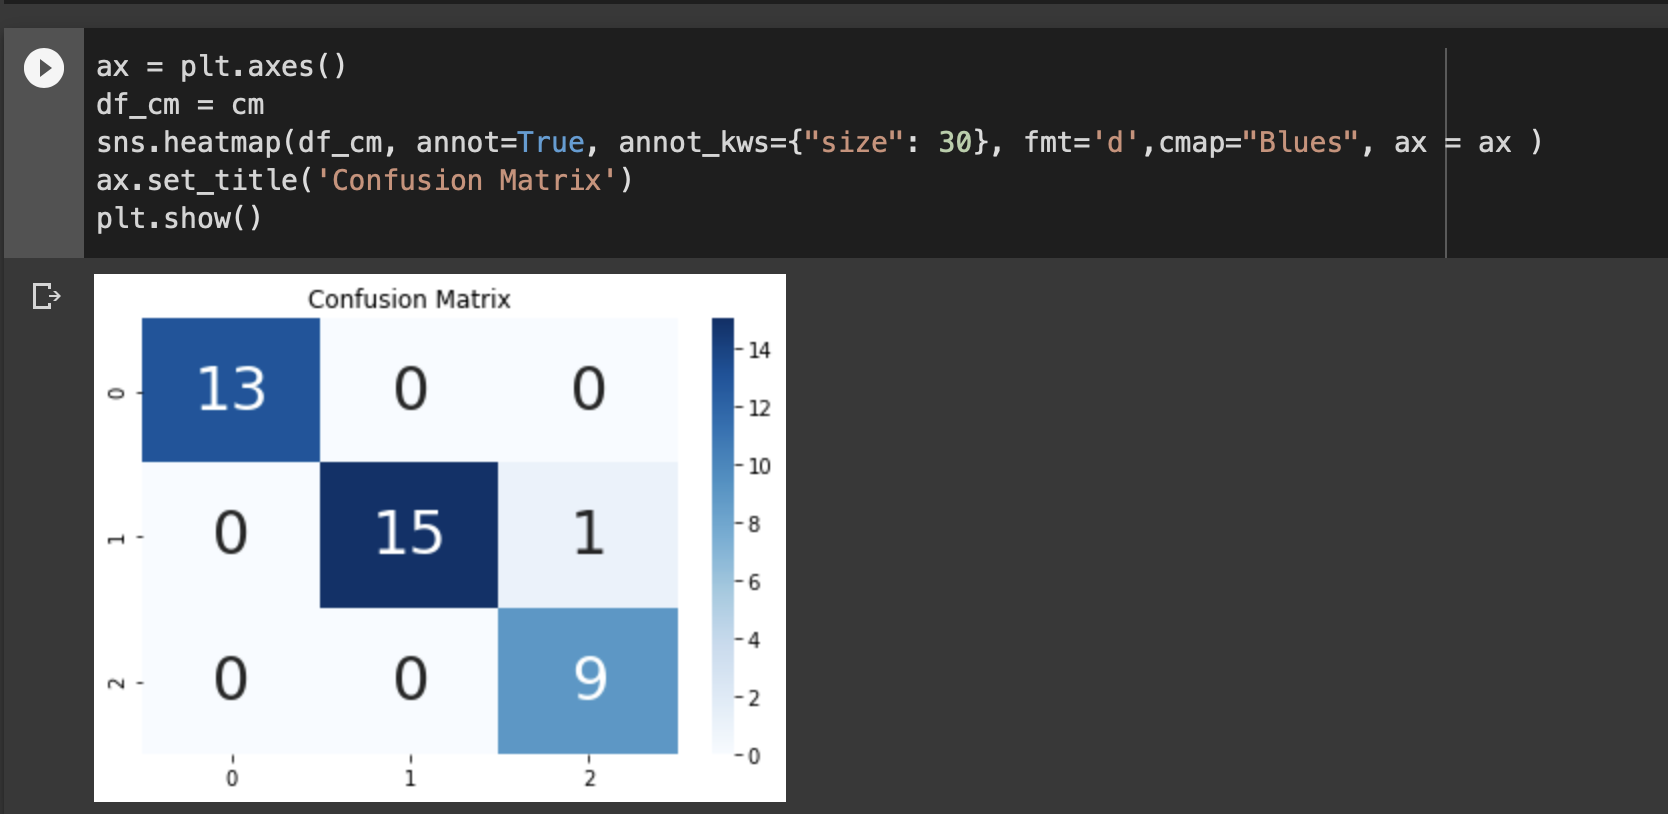 ax = plt.axes()
df_cm = cm
sns.heatmap(df_cm, annot=True, annot_kws={"size": 30}, fmt='d',cmap="Blues", ax = ax )
ax.set_title('Confusion Matrix')
plt.show()
Confusion Matrix
0 13 0 0
1 0 15 1
2 0 0 9
0 1 2
14
12
10
8
6
4
2
0